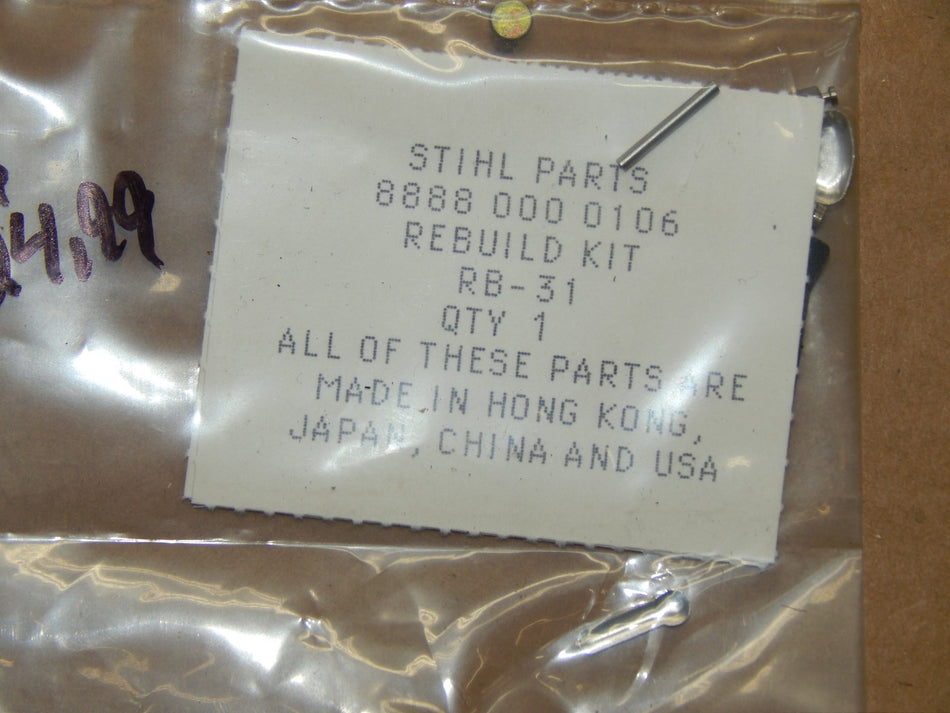 STIHL PARTS
8888 000 0106
REBUILD KIT
RB-31
QTY 1
ALL OF THESE PARTS ARE
MADE IN HONG KONG,
JAPAN, CHINA AND USA